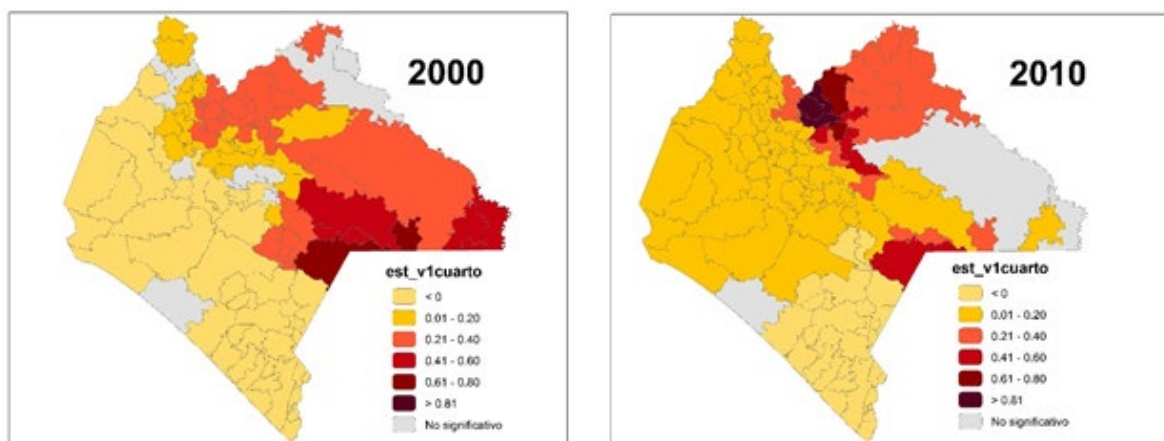 2000
est_v1cuarto
< 0
0.01 - 0.20
0.21 - 0.40
0.41 - 0.60
0.61 - 0.80
> 0.81
No significativo
2010
est_v1cuarto
< 0
0.01 - 0.20
0.21 - 0.40
0.41 - 0.60
0.61 - 0.80
> 0.81
No significativo